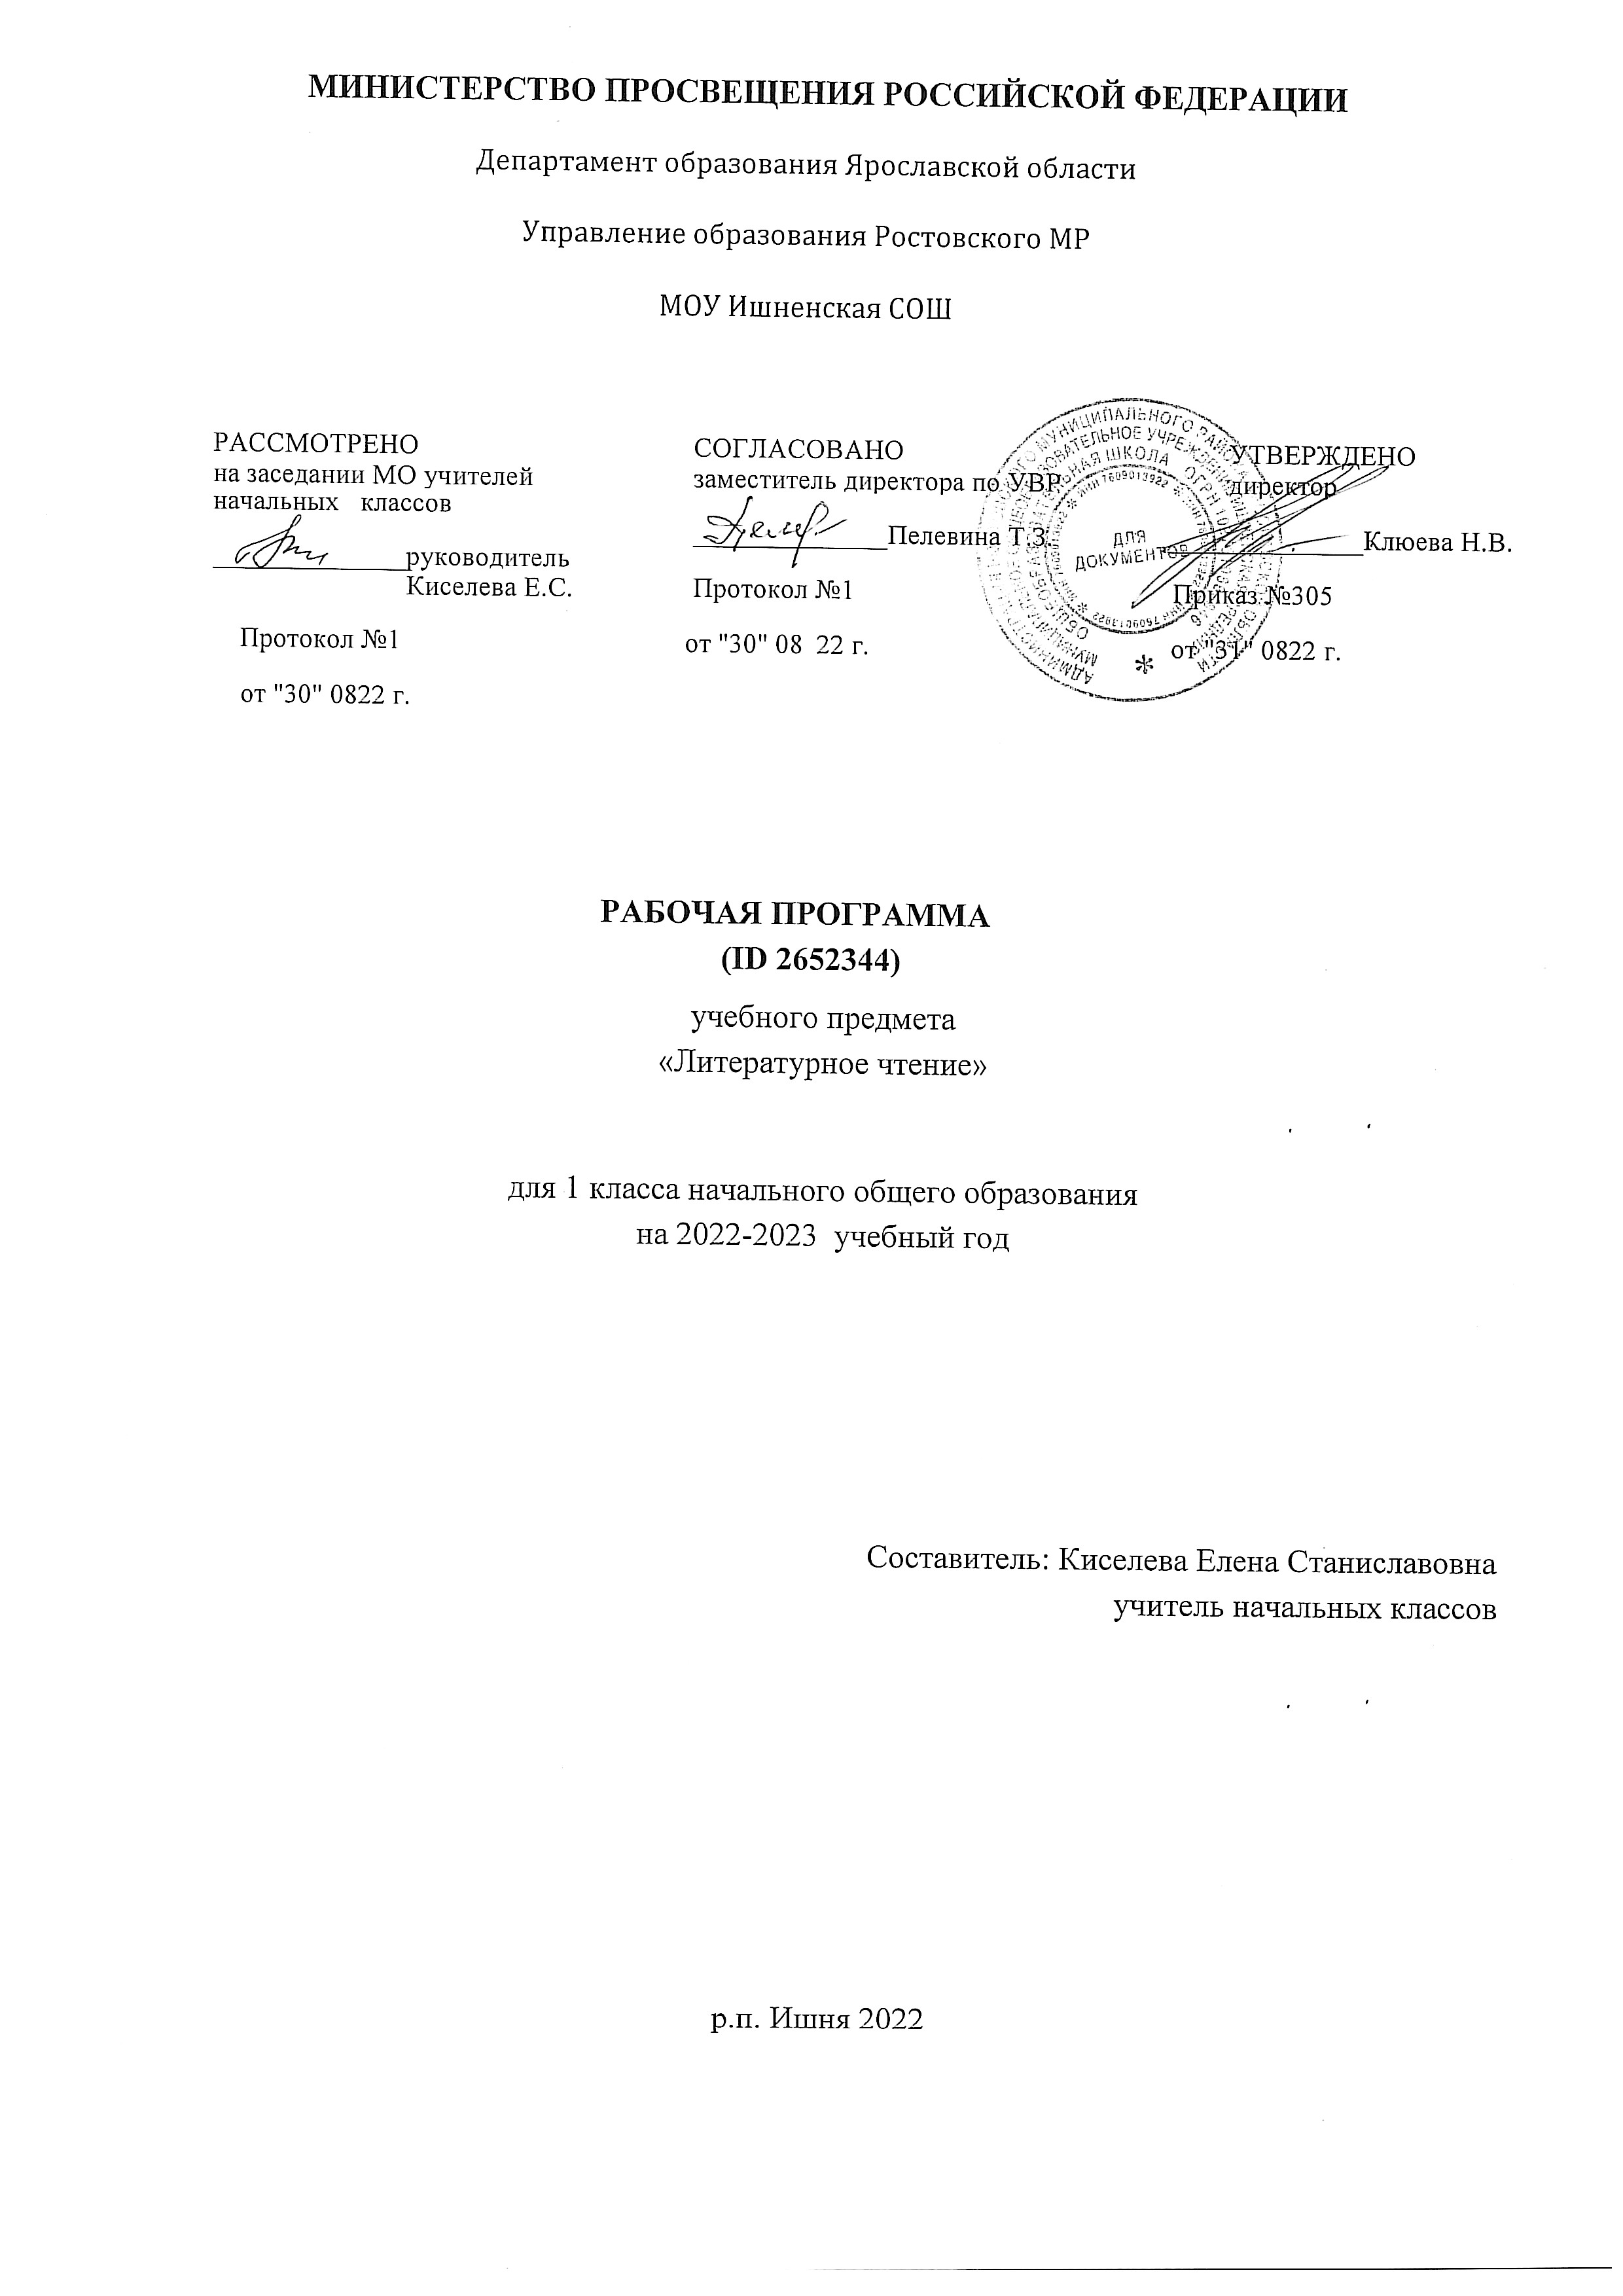 МИНИСТЕРСТВО ПРОСВЕЩЕНИЯ РОССИЙСКОЙ ФЕДЕРАЦИИ
Департамент образования Ярославской области
Управление образования Ростовского МР
МОУ Ишненская СОШ
РАССМОТРЕНО
на заседании МО учителей
начальных классов
руководитель
Киселева Е.С.
Протокол №1
от "30" 0822 г.
СОГЛАСОВАНО
заместитель директора по УВР
Пелевина Т.З.
Протокол №1
от "30" 08 22 г.
УТВЕРЖДЕНО
директор
Клюева Н.В.
Приказ №305
от "31" 0822 г.
ДЛЯ
ДОКУМЕНТОВ
РАБОЧАЯ ПРОГРАММА
(ID 2652344)
учебного предмета
«Литературное чтение»
для 1 класса начального общего образования
на 2022-2023 учебный год
Составитель: Киселева Елена Станиславовна
учитель начальных классов
р.п. Ишня 2022